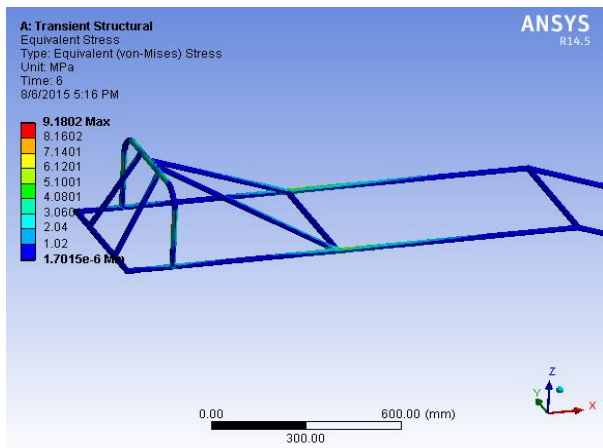 A: Transient Structural
Equivalent Stress
Type: Equivalent (von-Mises) Stress
Unit: MPa
Time: 6
8/6/2015 5:16 PM
ANSYS
R14.5
9.1802 Max
8.1602
7.1401
6.1201
5.1001
4.0801
3.060
2.04
1.02
1.7015e-6 M
0.00
600.00 (mm)
300.00
Z
Y
X